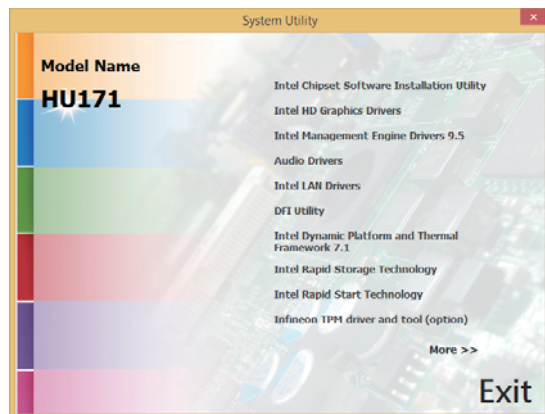 System Utility
Model Name
HU171
Intel Chipset Software Installation Utility
Intel HD Graphics Drivers
Intel Management Engine Drivers 9.5
Audio Drivers
Intel LAN Drivers
DFI Utility
Intel Dynamic Platform and Thermal
Framework 7.1
Intel Rapid Storage Technology
Intel Rapid Start Technology
Infineon TPM driver and tool (option)
More >>
Exit